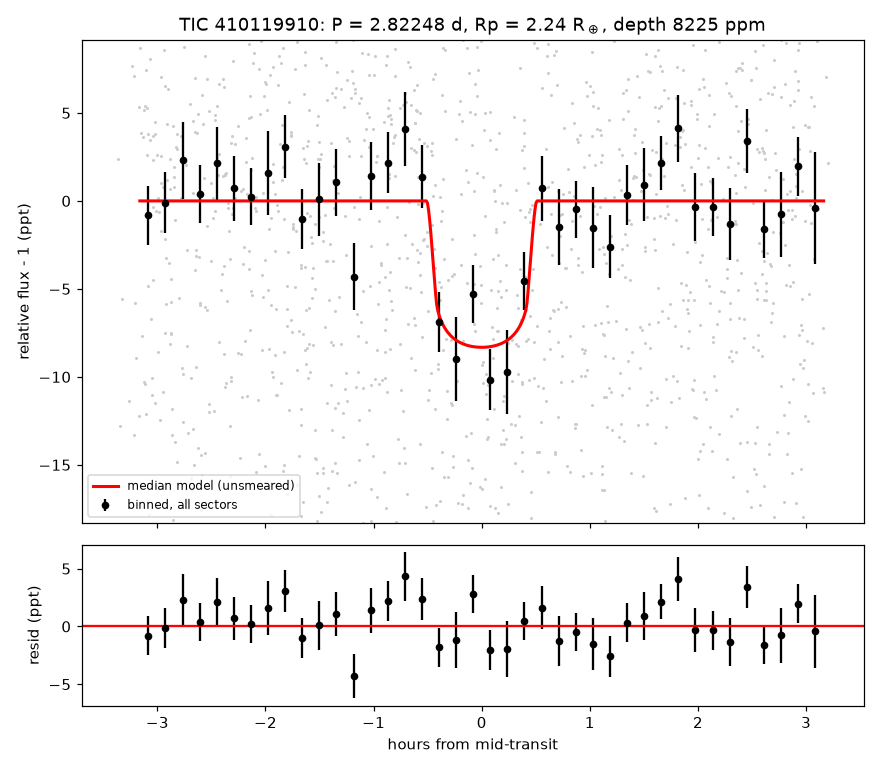 TIC 410119910: P = 2.82248 d, Rp = 2.24 R⊕, depth 8225 ppm
relative flux - 1 (ppt)
5
0
−5
−10
−15
median model (unsmeared)
binned, all sectors
resid (ppt)
5
0
−5
−3
−2
−1
0
1
2
3
hours from mid-transit